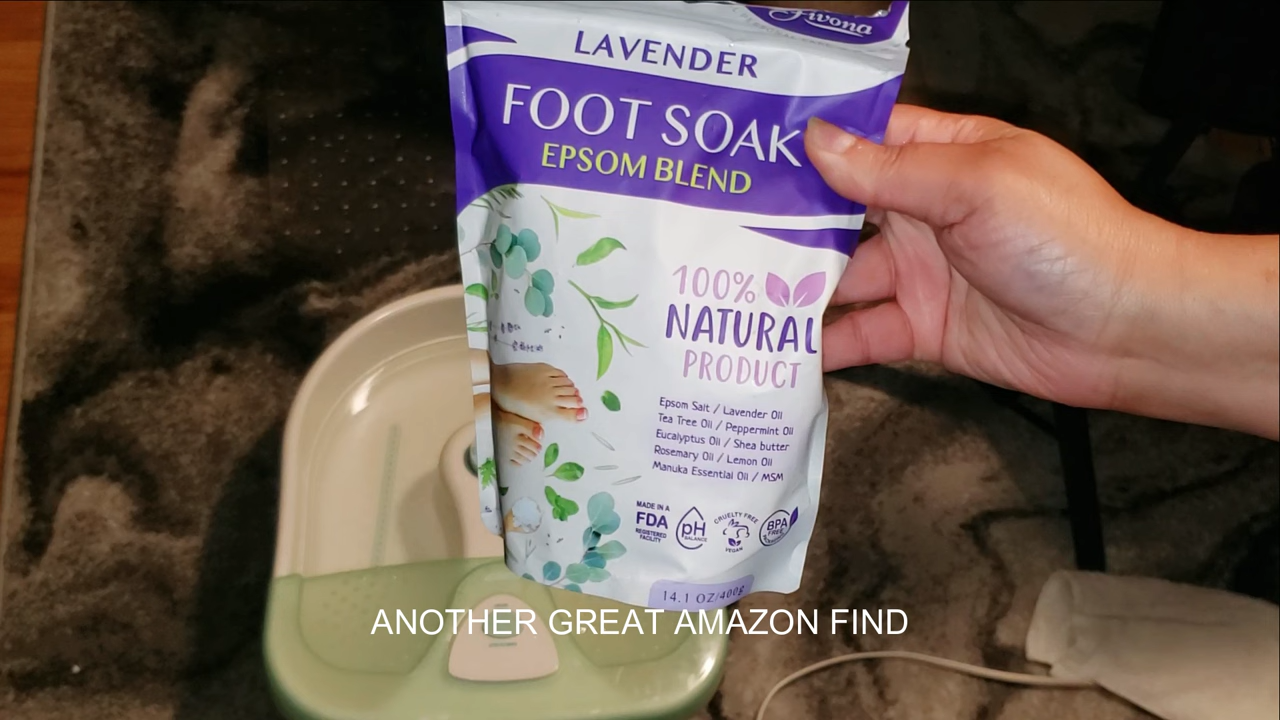 Fivona
LAVENDER
FOOT SOAK
EPSOM BLEND
100%
NATURAL
PRODUCT
Epsom Salt / Lavender Oil
Tea Tree Oil / Peppermint Oil
Eucalyptus Oil / Shea butter
Rosemary Oil / Lemon Oil
Manuka Essential Oil / MSM
MADE IN A
FDA
REGISTERED
FACILITY
pH
BALANCE
CRUELTY FREE
VEGAN
BPA
FREE
14.1 OZ/400g
ANOTHER GREAT AMAZON FIND